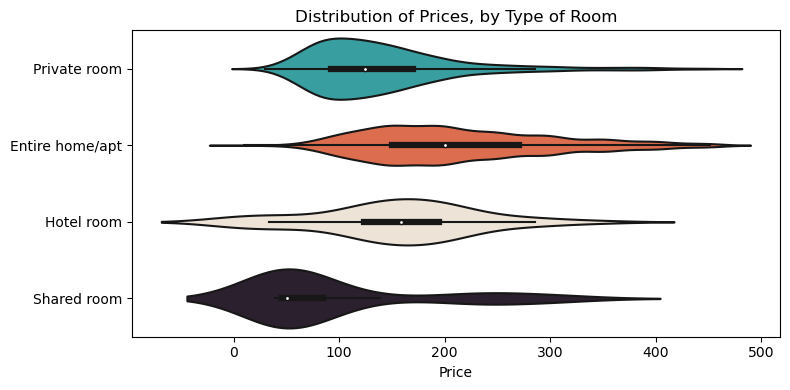 Distribution of Prices, by Type of Room
Private room
Entire home/apt
Hotel room
Shared room
0 100 200 300 400 500
Price